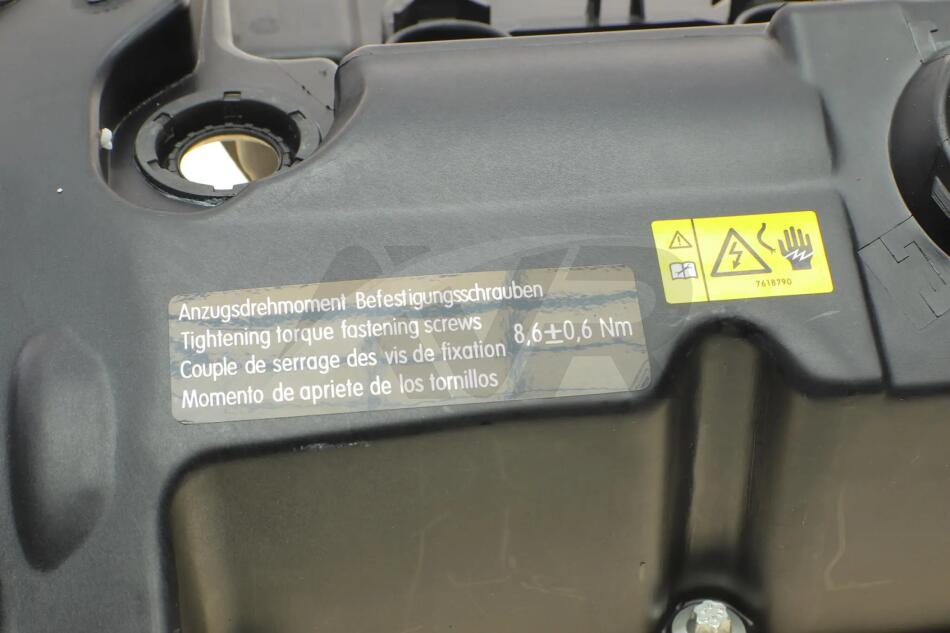 Anzugsdrehmoment Befestigungsschrauben
Tightening torque fastening screws
Couple de serrage des vis de fixation
Momento de apriete de los tornillos
8,6±0,6 Nm
7618790